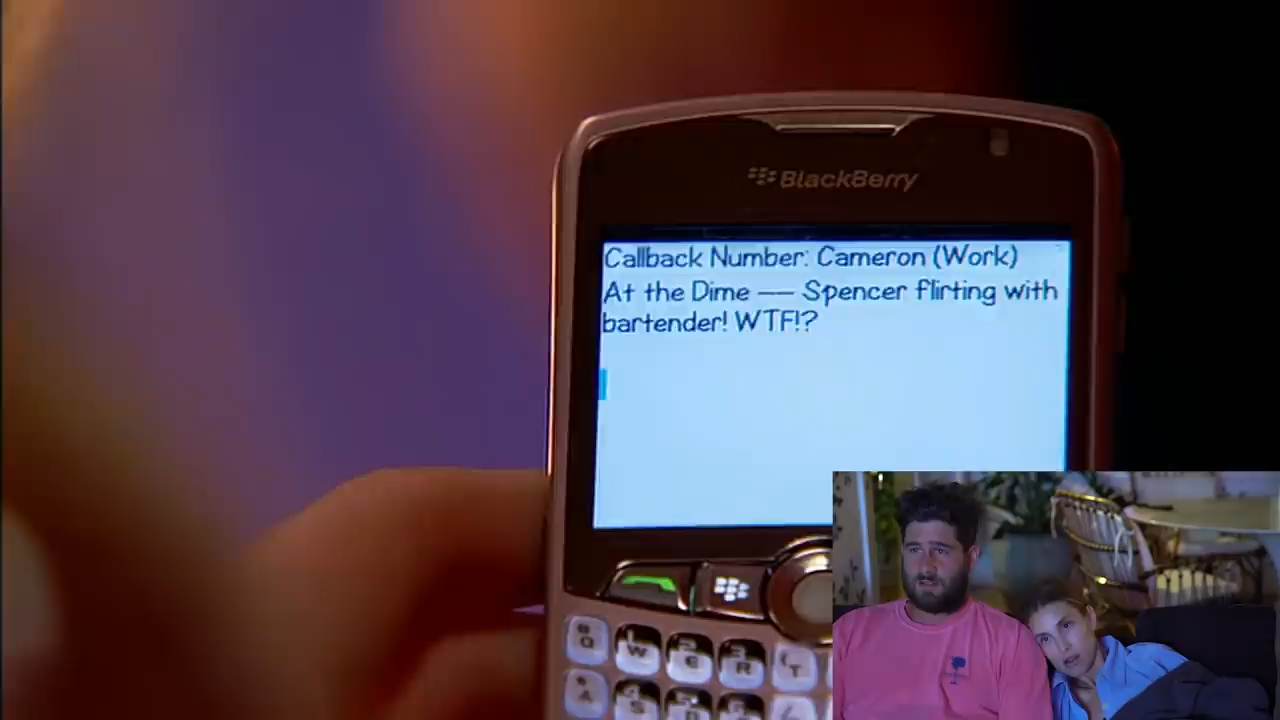 BlackBerry
Callback Number: Cameron (Work)
At the Dime -- Spencer flirting with
bartender! WTF!?
Q W E R T
A S D